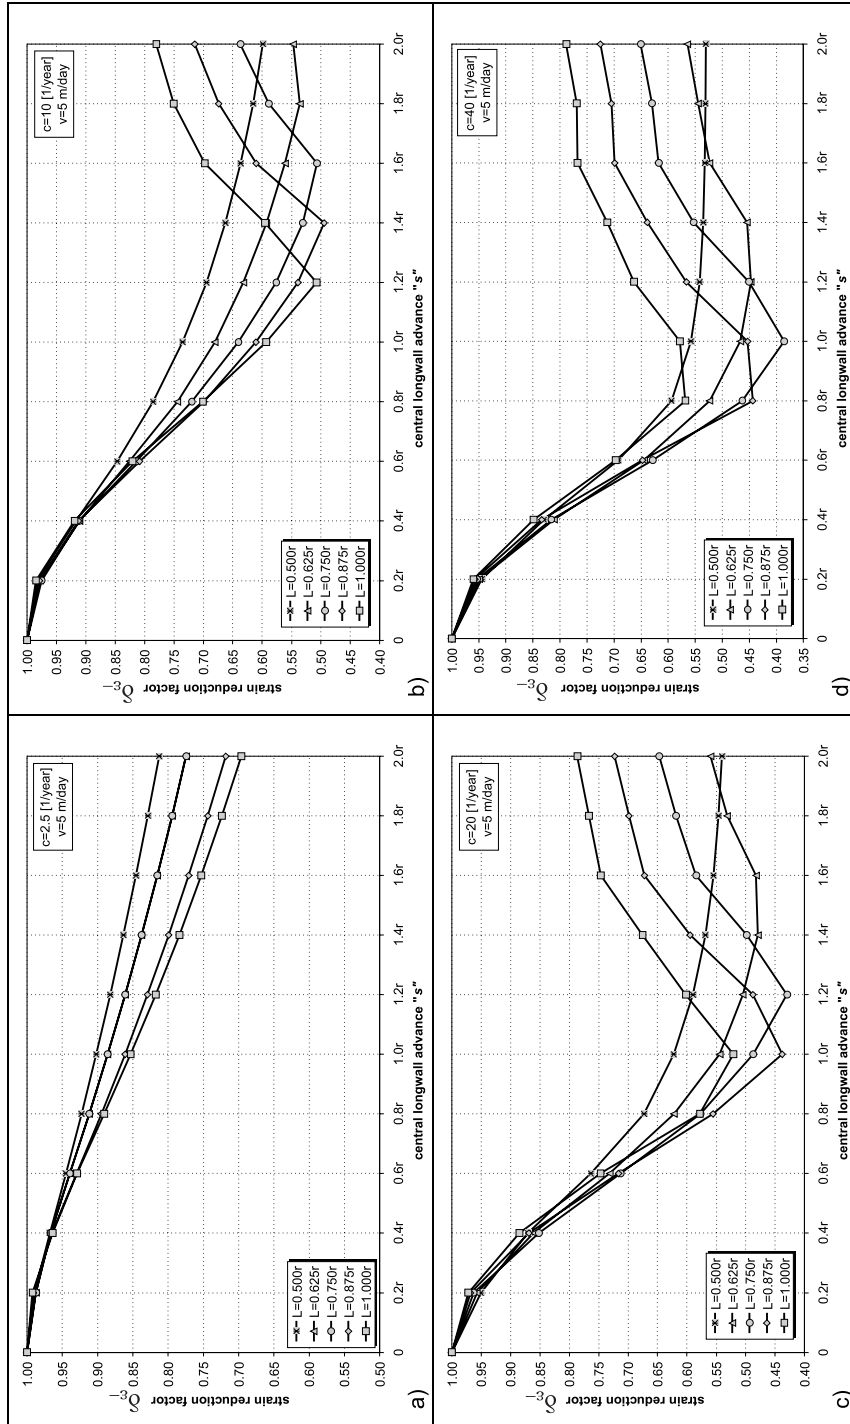 c=2.5 [1/year]
v=5 m/day
1.00
0.95
0.90
0.85
0.80
0.75
0.70
0.65
0.60
0.55
0.50
strain reduction factor δ̂ε–
L=0.500r
L=0.625r
L=0.750r
L=0.875r
L=1.000r
0 0.2r 0.4r 0.6r 0.8r 1.0r 1.2r 1.4r 1.6r 1.8r 2.0r
central longwall advance "s"
a)
c=10 [1/year]
v=5 m/day
1.00
0.95
0.90
0.85
0.80
0.75
0.70
0.65
0.60
0.55
0.50
0.45
0.40
strain reduction factor δ̂ε–
L=0.500r
L=0.625r
L=0.750r
L=0.875r
L=1.000r
0 0.2r 0.4r 0.6r 0.8r 1.0r 1.2r 1.4r 1.6r 1.8r 2.0r
central longwall advance "s"
b)
c=20 [1/year]
v=5 m/day
1.00
0.95
0.90
0.85
0.80
0.75
0.70
0.65
0.60
0.55
0.50
0.45
0.40
strain reduction factor δ̂ε–
L=0.500r
L=0.625r
L=0.750r
L=0.875r
L=1.000r
0 0.2r 0.4r 0.6r 0.8r 1.0r 1.2r 1.4r 1.6r 1.8r 2.0r
central longwall advance "s"
c)
c=40 [1/year]
v=5 m/day
1.00
0.95
0.90
0.85
0.80
0.75
0.70
0.65
0.60
0.55
0.50
0.45
0.40
0.35
strain reduction factor δ̂ε–
L=0.500r
L=0.625r
L=0.750r
L=0.875r
L=1.000r
0 0.2r 0.4r 0.6r 0.8r 1.0r 1.2r 1.4r 1.6r 1.8r 2.0r
central longwall advance "s"
d)